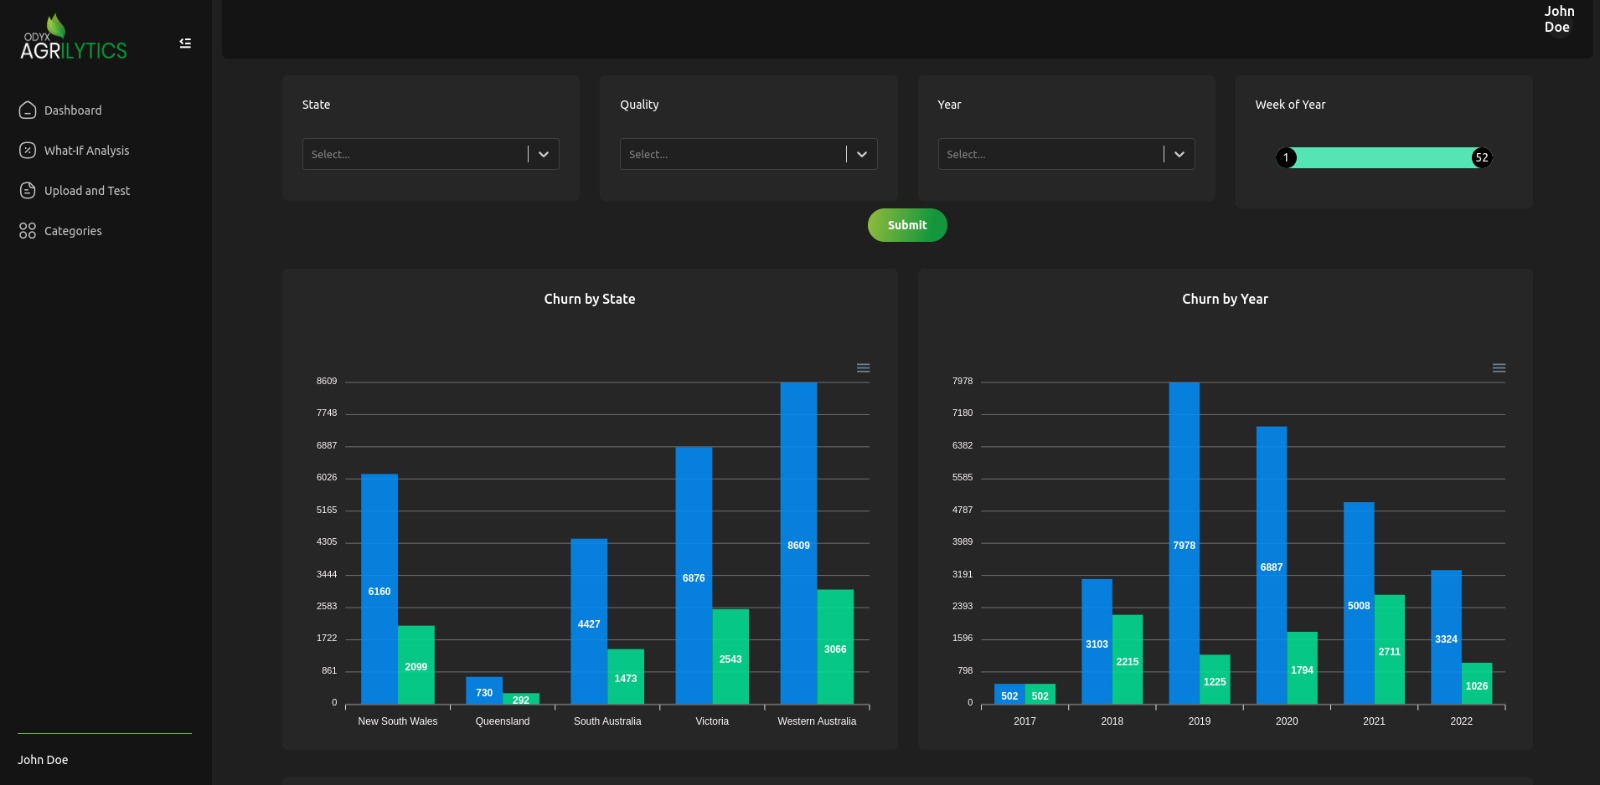 ODYX
AGRILYTICS
John
Doe
Dashboard
What-If Analysis
Upload and Test
Categories
John Doe
State
Select...
Quality
Select...
Year
Select...
Week of Year
1
52
Submit
Churn by State
8609
7748
6887
6026
5165
4305
3444
2583
1722
861
0
6160
2099
730
292
4427
1473
6876
2543
8609
3066
New South Wales
Queensland
South Australia
Victoria
Western Australia
Churn by Year
7978
7180
6382
5585
4787
3989
3191
2393
1596
798
0
502
502
3103
2215
7978
1225
6887
1794
5008
2711
3324
1026
2017
2018
2019
2020
2021
2022